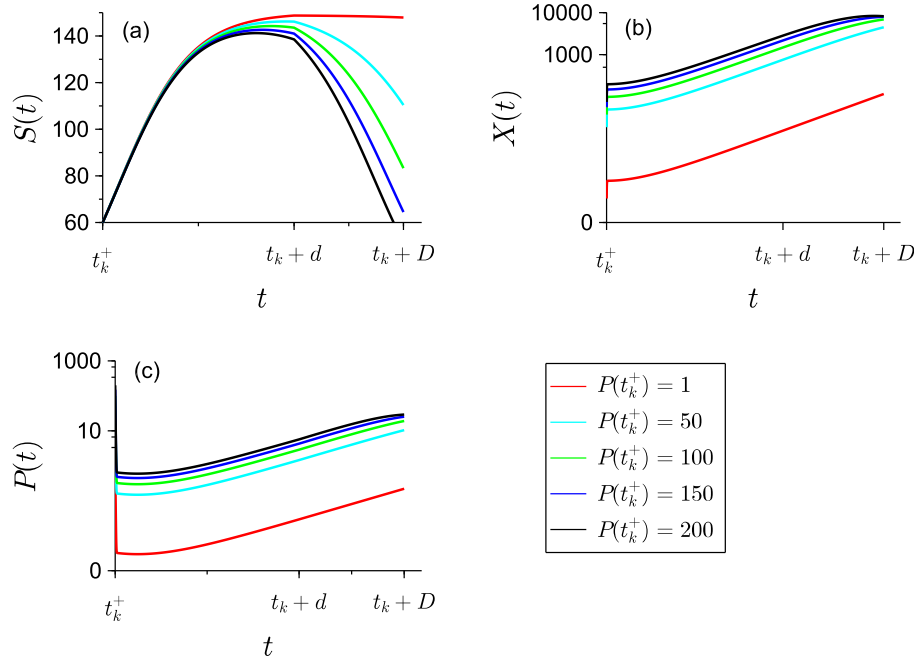 (a)
S(t)
140
120
100
80
60
t_k^+
t_k + d
t_k + D
t
(b)
X(t)
10000
1000
0
t_k^+
t_k + d
t_k + D
t
(c)
P(t)
1000
10
0
t_k^+
t_k + d
t_k + D
t
P(t_k^+) = 1
P(t_k^+) = 50
P(t_k^+) = 100
P(t_k^+) = 150
P(t_k^+) = 200